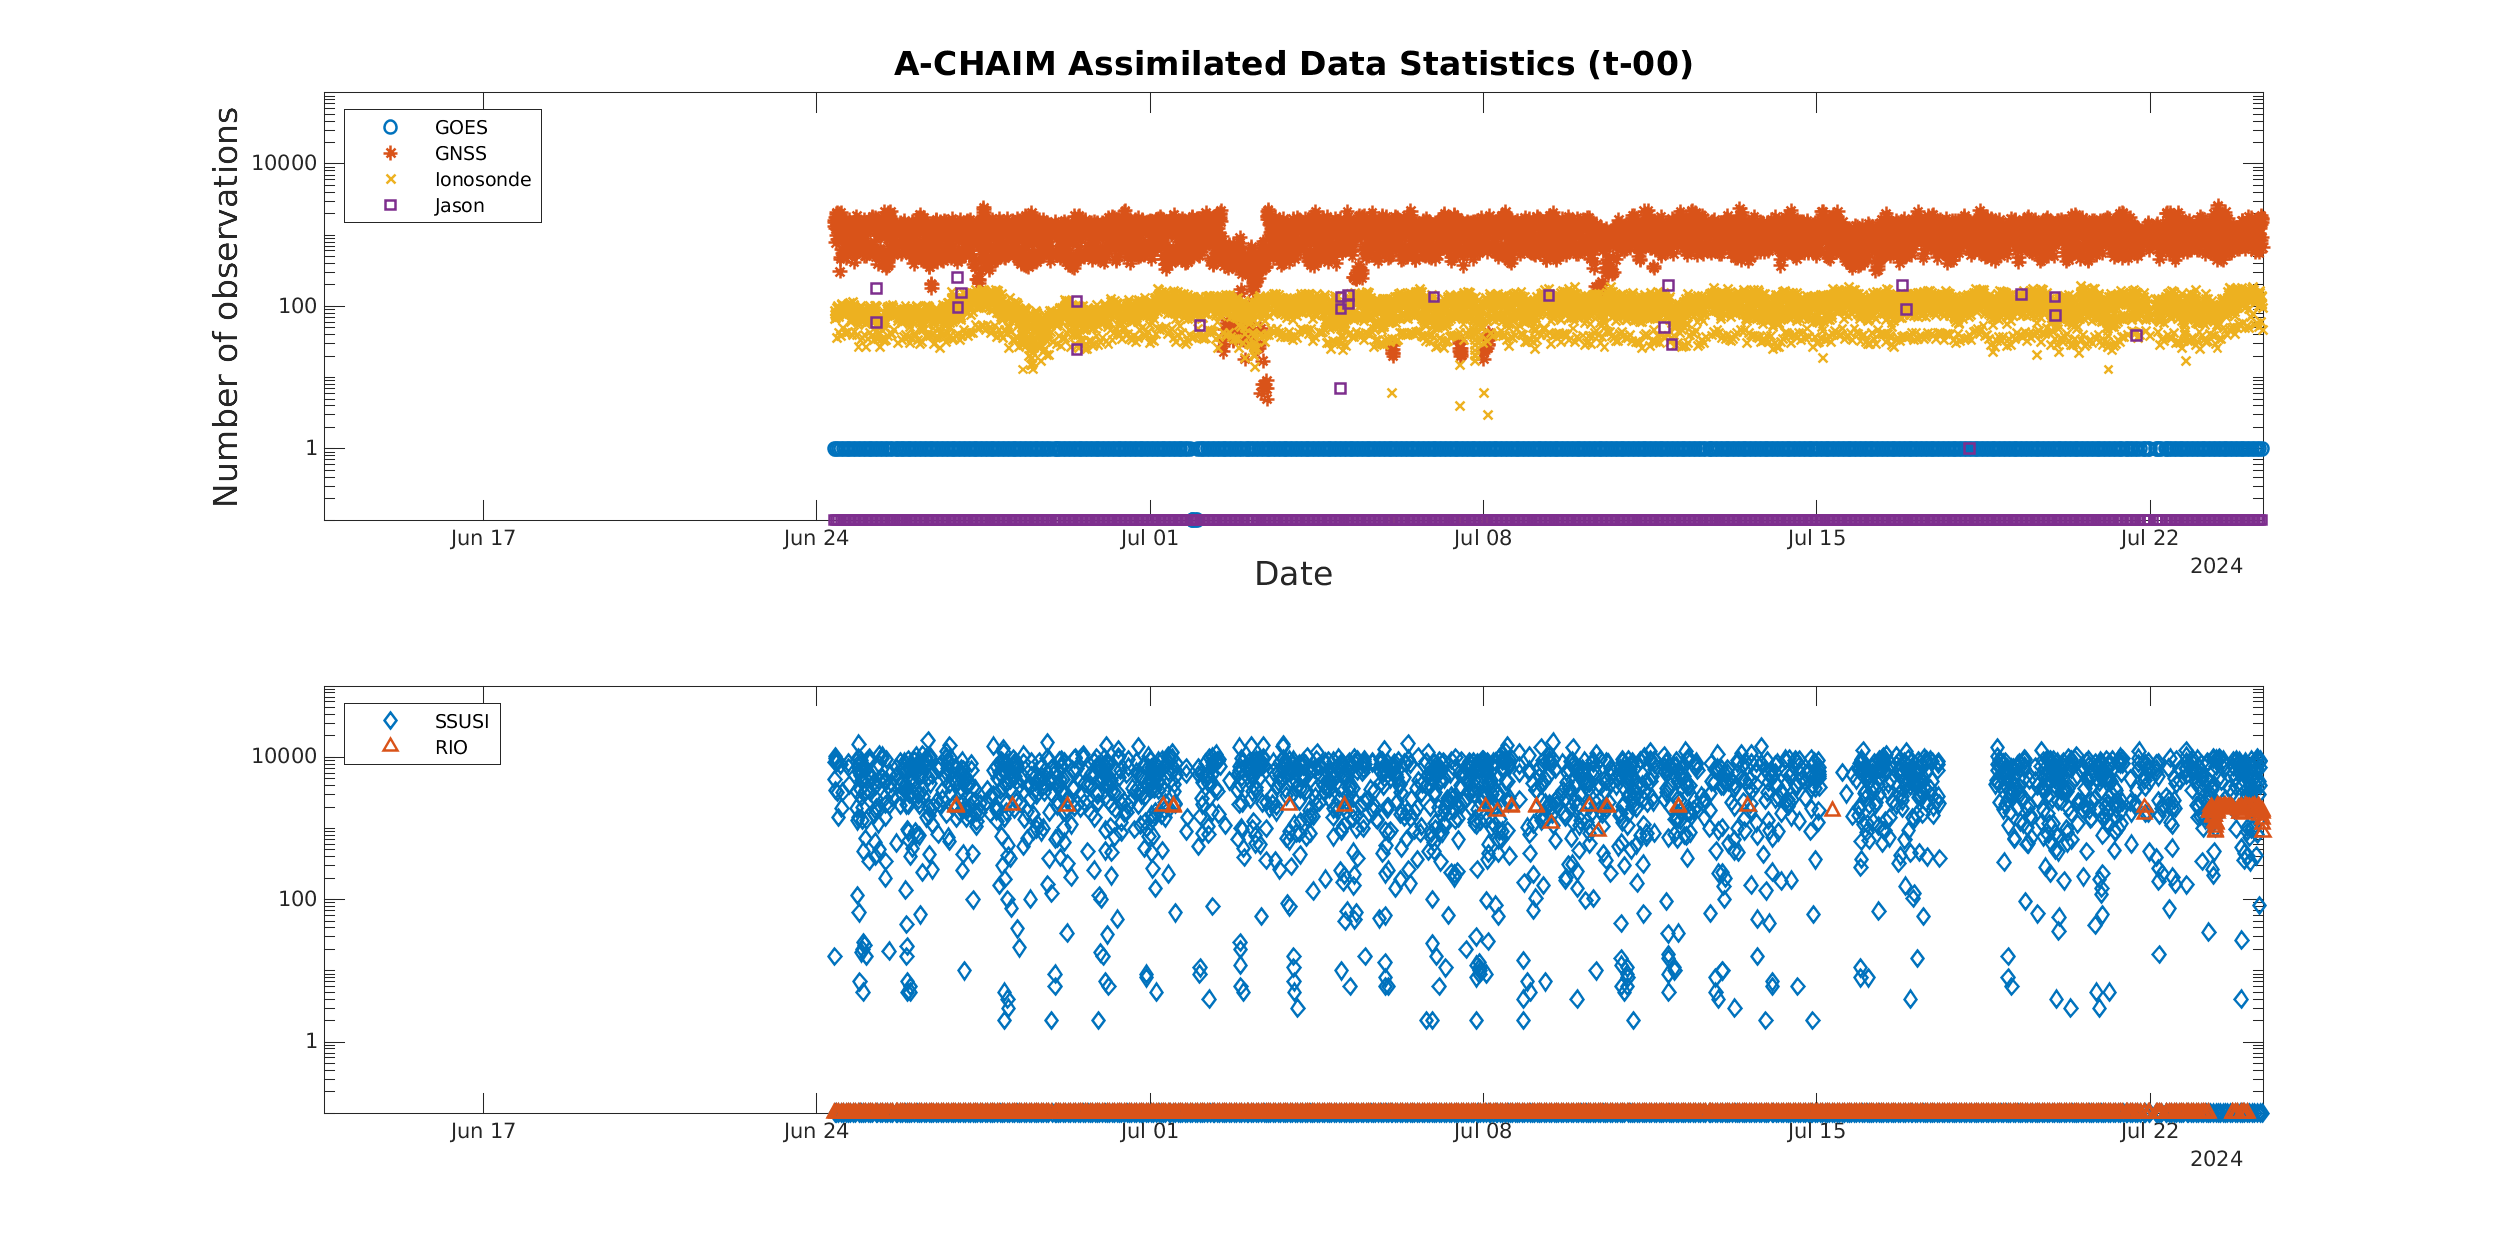 A-CHAIM Assimilated Data Statistics (t-00)
Number of observations
10000
100
1
GOES
GNSS
Ionosonde
Jason
Jun 17
Jun 24
Jul 01
Jul 08
Jul 15
Jul 22
2024
Date
10000
100
1
SSUSI
RIO
Jun 17
Jun 24
Jul 01
Jul 08
Jul 15
Jul 22
2024